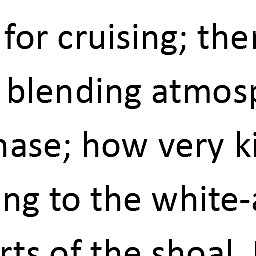 for cruising; ther
blending atmosp
hase; how very ki
ng to the white-a
rts of the shoal.